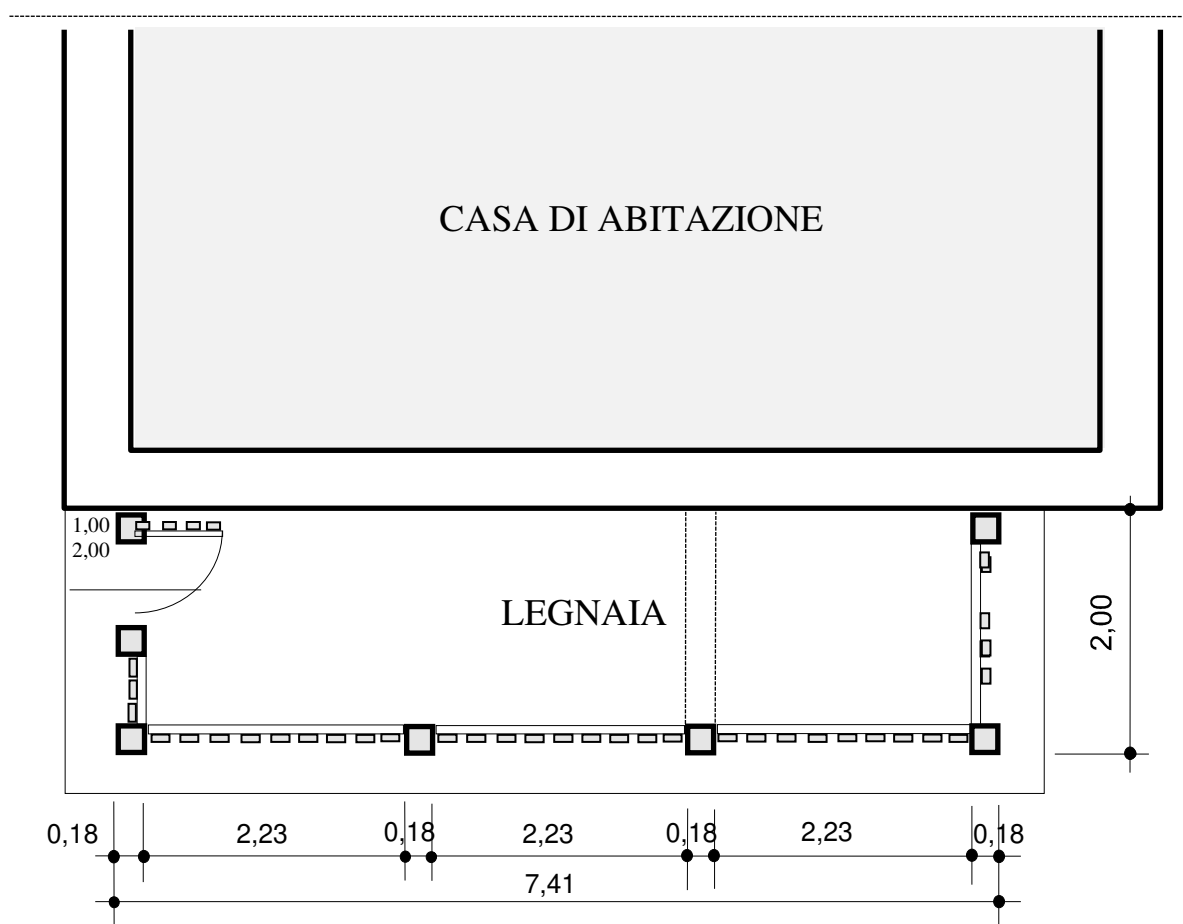 CASA DI ABITAZIONE
1,00
2,00
LEGNAIA
2,00
0,18 2,23 0,18 2,23 0,18 2,23 0,18
7,41